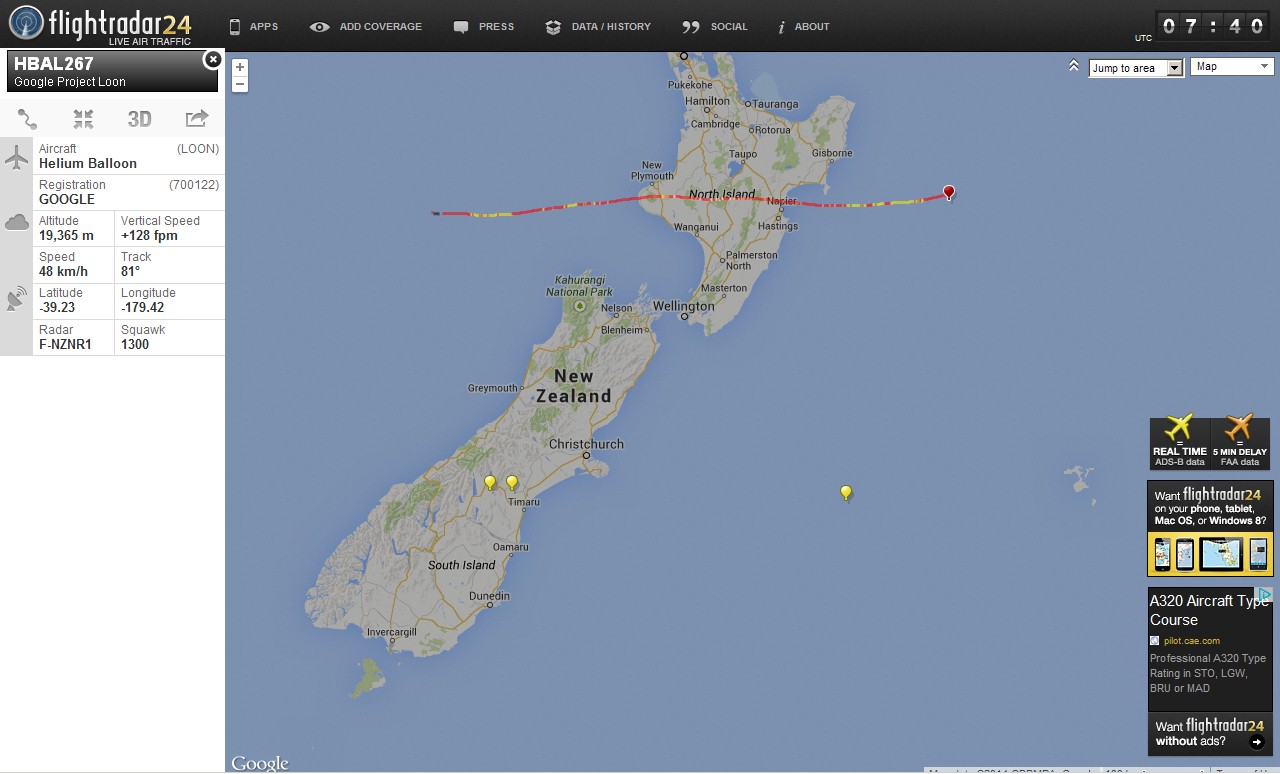 flightradar24
LIVE AIR TRAFFIC
APPS
ADD COVERAGE
PRESS
DATA / HISTORY
SOCIAL
ABOUT
UTC
07:40
HBAL267
Google Project Loon
3D
Aircraft (LOON)
Helium Balloon
Registration (700122)
GOOGLE
Altitude Vertical Speed
19,365 m +128 fpm
Speed Track
48 km/h 81°
Latitude Longitude
-39.23 -179.42
Radar Squawk
F-NZNR1 1300
+
−
Jump to area
Map
Pukekohe
Hamilton
Tauranga
Cambridge
Rotorua
Taupo
Gisborne
New
Plymouth
North Island
Napier
Wanganui
Hastings
Palmerston
North
Masterton
Kahurangi
National Park
Nelson
Wellington
Blenheim
New
Zealand
Greymouth
Christchurch
Timaru
Oamaru
South Island
Dunedin
Invercargill
Google
= =
REAL TIME 5 MIN DELAY
ADS-B data FAA data
Want flightradar24
on your phone, tablet,
Mac OS, or Windows 8?
A320 Aircraft Type
Course
pilot.cae.com
Professional A320 Type
Rating in STO, LGW,
BRU or MAD
Want flightradar24
without ads?